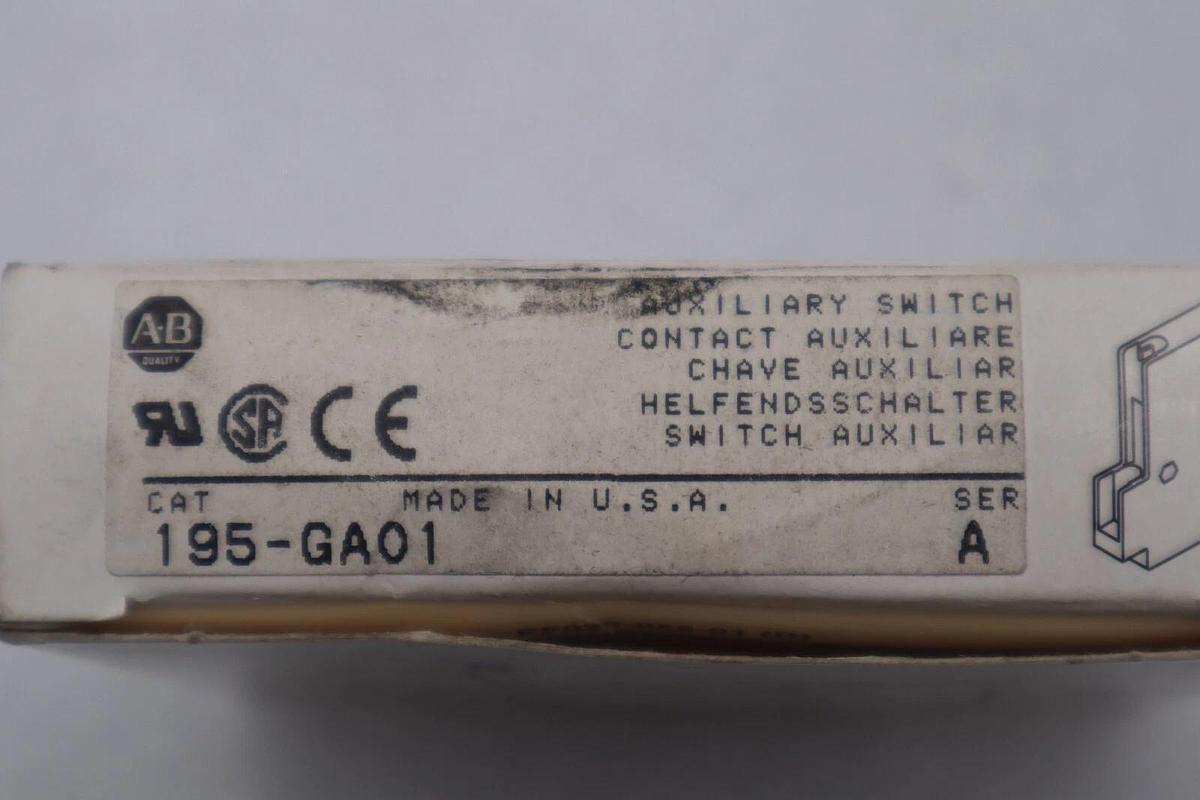 A-B
QUALITY
AUXILIARY SWITCH
CONTACT AUXILIARE
CHAVE AUXILIAR
HELFENDSSCHALTER
SWITCH AUXILIAR
CAT MADE IN U.S.A. SER
195-GA01 A